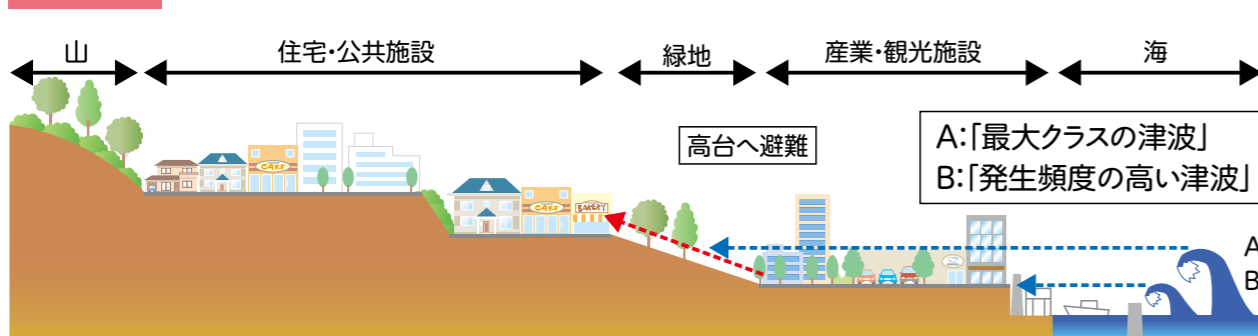 山
住宅・公共施設
緑地
産業・観光施設
海
高台へ避難
A:「最大クラスの津波」
B:「発生頻度の高い津波」
CAKE
CAKE
BAKERY
A
B